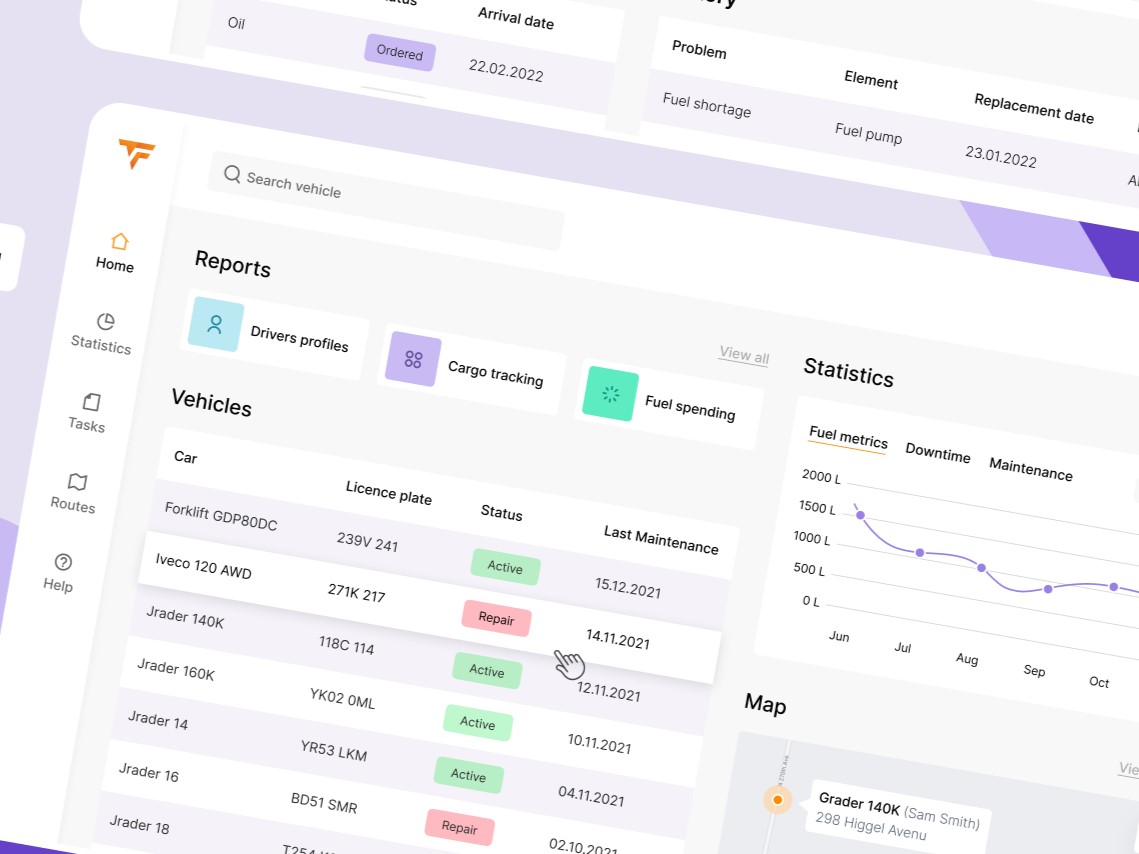 Arrival date
Oil
Ordered
22.02.2022
Problem
Element
Replacement date
Fuel shortage
Fuel pump
23.01.2022
Search vehicle
Home
Statistics
Tasks
Routes
Help
Reports
View all
Drivers profiles
Cargo tracking
Fuel spending
Vehicles
Car
Licence plate
Status
Last Maintenance
Forklift GDP80DC
239V 241
Active
15.12.2021
Iveco 120 AWD
271K 217
Repair
14.11.2021
Jrader 140K
118C 114
Active
12.11.2021
Jrader 160K
YK02 0ML
Active
10.11.2021
Jrader 14
YR53 LKM
Active
04.11.2021
Jrader 16
BD51 SMR
Repair
02.10.2021
Jrader 18
Statistics
Fuel metrics
Downtime
Maintenance
2000 L
1500 L
1000 L
500 L
0 L
Jun
Jul
Aug
Sep
Oct
Map
Grader 140K (Sam Smith)
298 Higgel Avenu